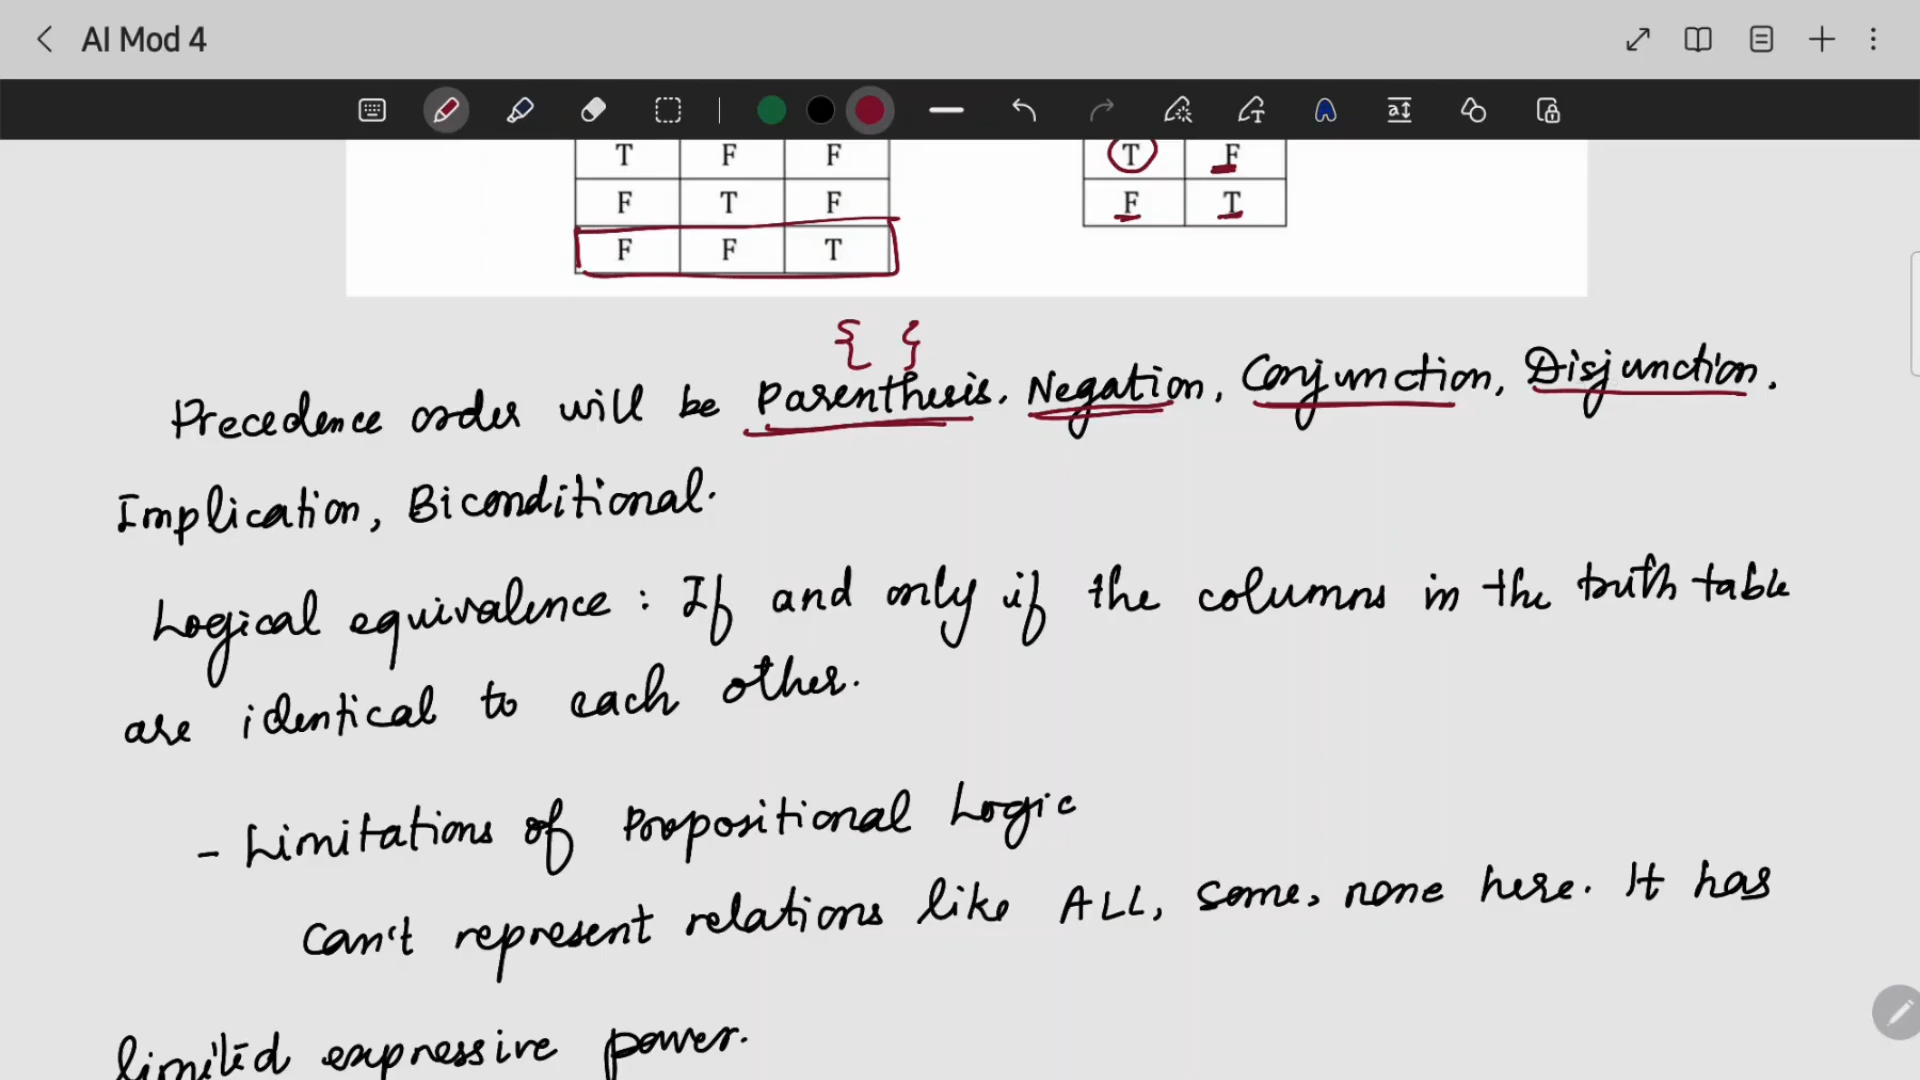 AI Mod 4
T F F T F
F T F F T
F F T
{ }
Precedence order will be Parenthesis, Negation, Conjunction, Disjunction,
Implication, Biconditional.
Logical equivalence : If and only if the columns in the truth table
are identical to each other.
- Limitations of Propositional Logic
Can't represent relations like ALL, some, none here. It has
limited expressive power.